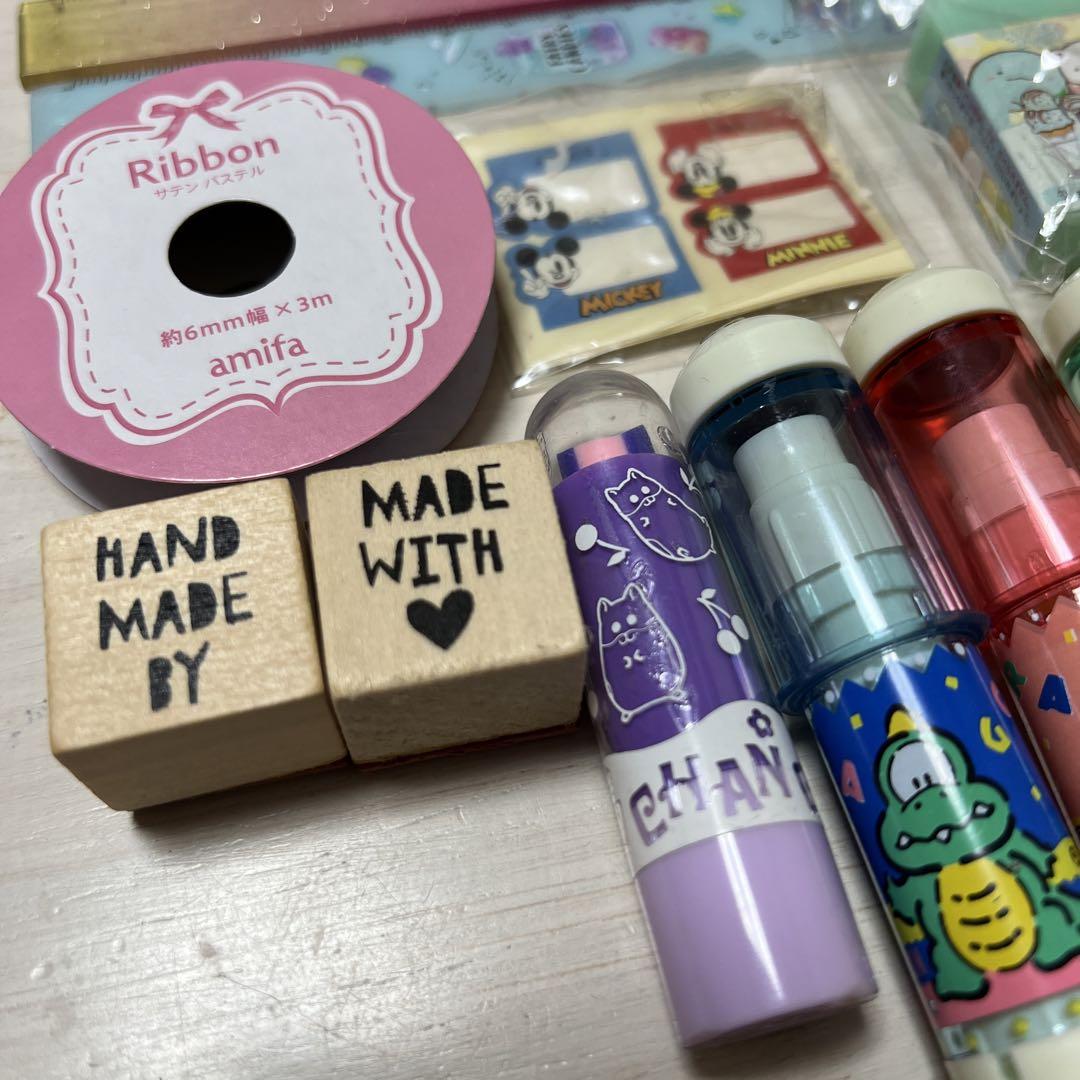 Ribbon
サテン パステル
約6mm幅×3m
amifa
MICKEY
MINNIE
HAND
MADE
BY
MADE
WITH
♥
CHAN
A
G
A